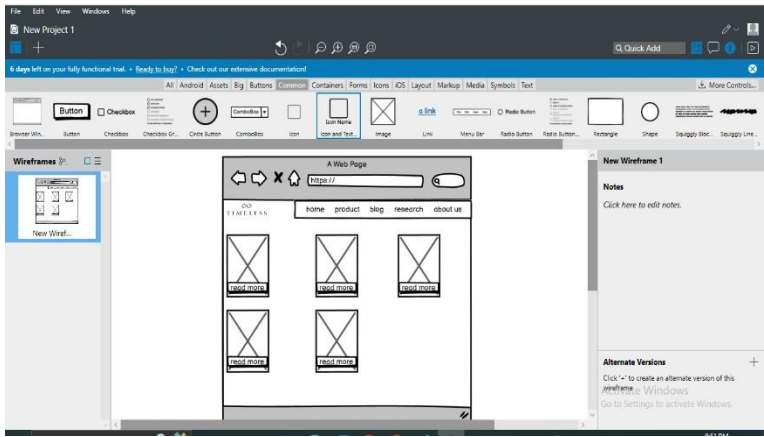 File Edit View Windows Help
New Project 1
Quick Add
6 days left on your fully functional trial. • Ready to buy? • Check out our extensive documentation!
All Android Assets Big Buttons Common Containers Forms Icons iOS Layout Markup Media Symbols Text
More Controls...
Button Checkbox ComboBox Icon Name a link Radio Button
Browser Win... Button Checkbox Checkbox Gr... Circle Button ComboBox Icon Icon and Text... Image Link Menu Bar Radio Button Radio Button... Rectangle Shape Squiggly Bloc... Squiggly Line...
Wireframes
New Wiref...
A Web Page
https://
TIMELESS
home product blog research about us
read more read more read more
read more read more
New Wireframe 1
Notes
Click here to edit notes.
Alternate Versions
Click '+' to create an alternate version of this
wireframe
Activate Windows
Go to Settings to activate Windows.
9:51 PM